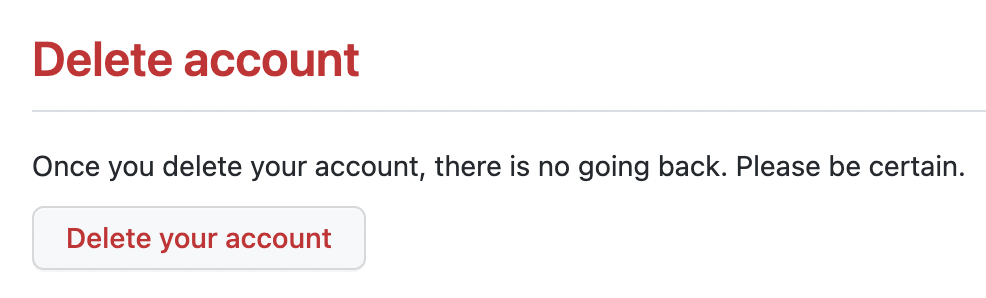 Delete account
Once you delete your account, there is no going back. Please be certain.
Delete your account